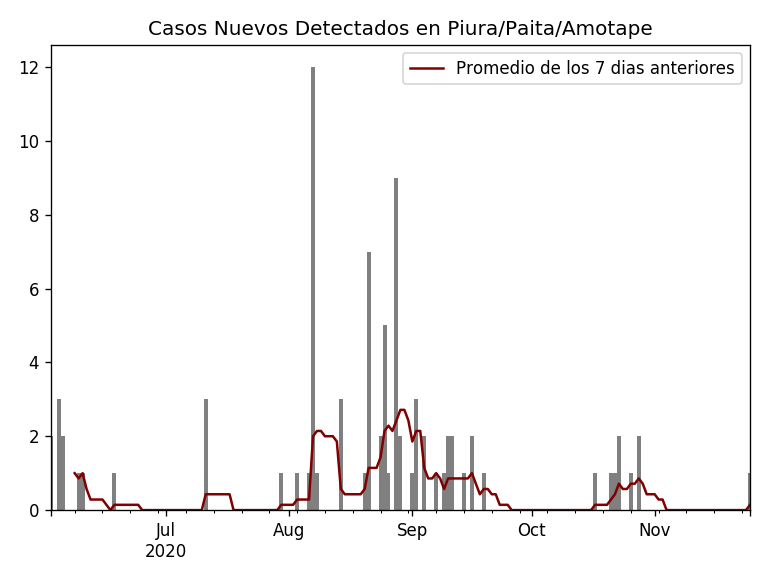 Casos Nuevos Detectados en Piura/Paita/Amotape
Promedio de los 7 dias anteriores
12
10
8
6
4
2
0
Jul Aug Sep Oct Nov
2020